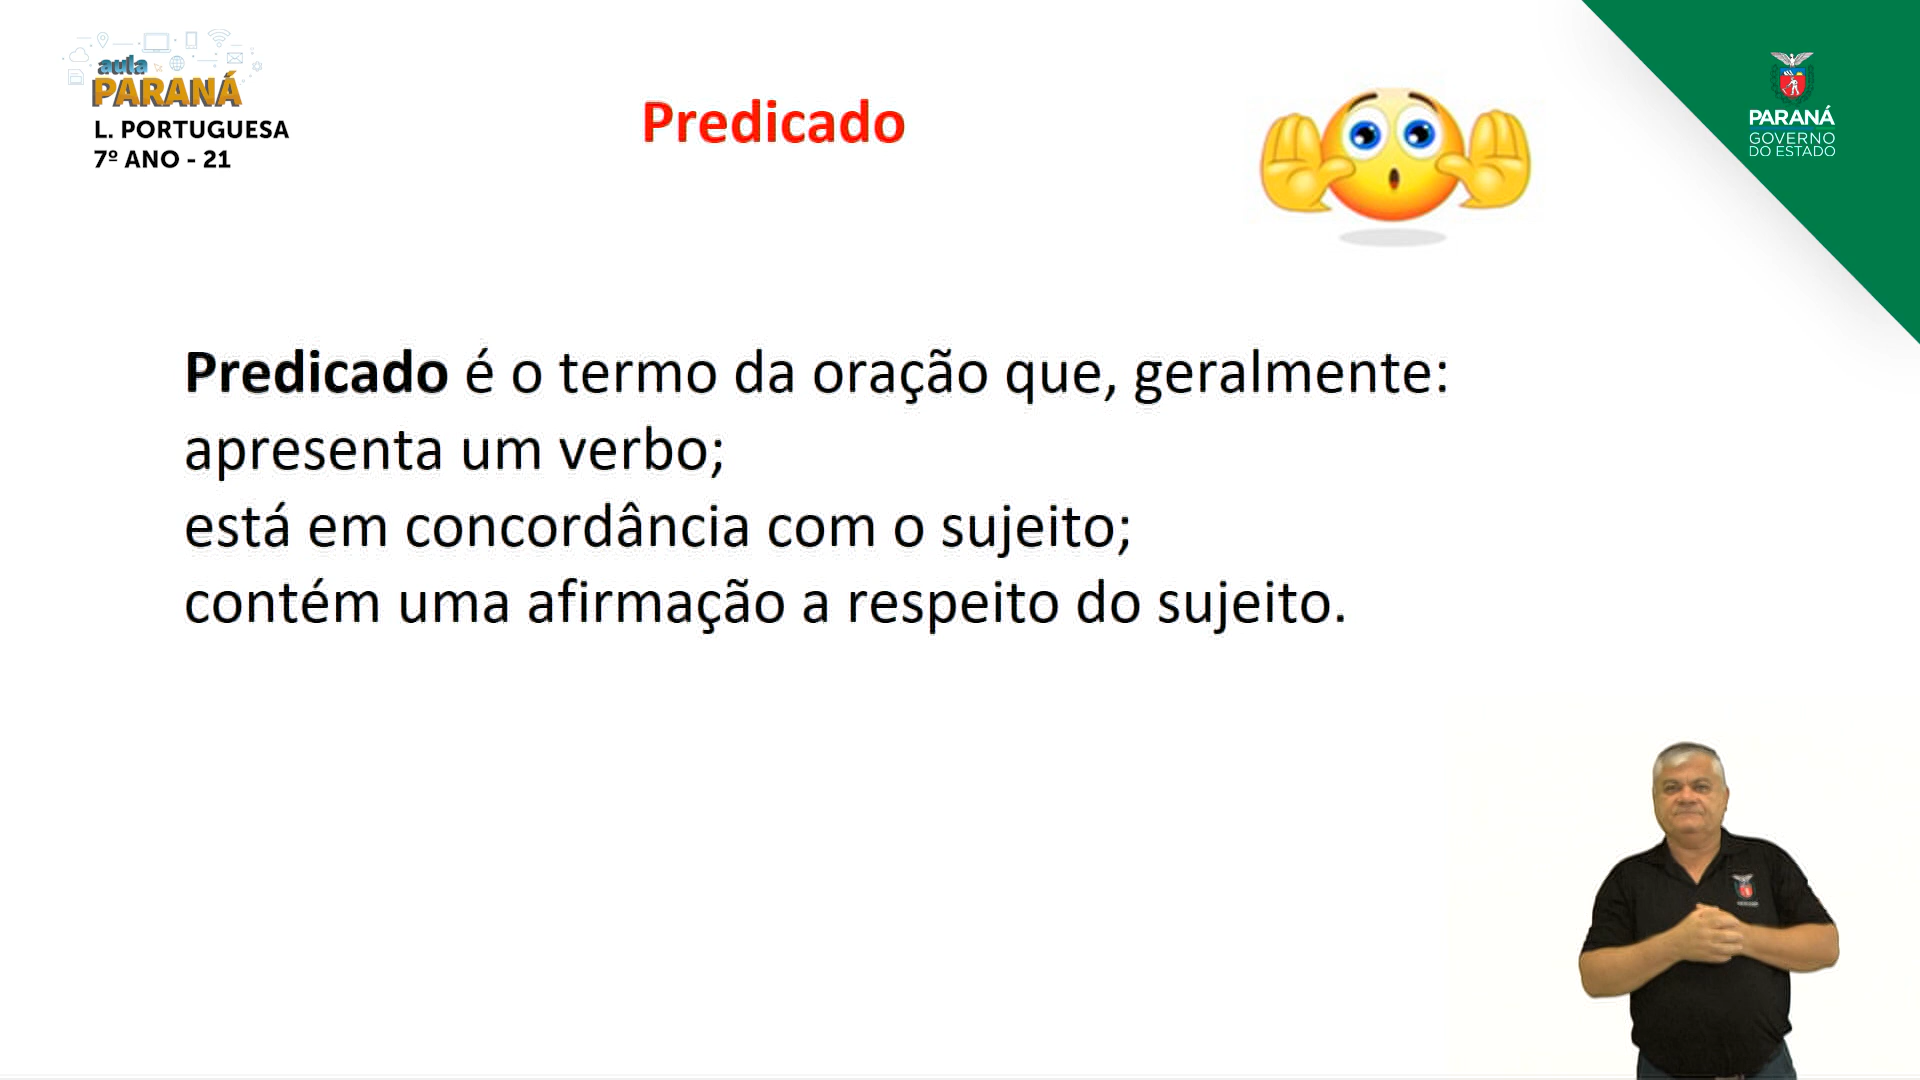 aula
PARANÁ
L. PORTUGUESA
7º ANO - 21
Predicado
PARANÁ
GOVERNO
DO ESTADO
Predicado é o termo da oração que, geralmente:
apresenta um verbo;
está em concordância com o sujeito;
contém uma afirmação a respeito do sujeito.